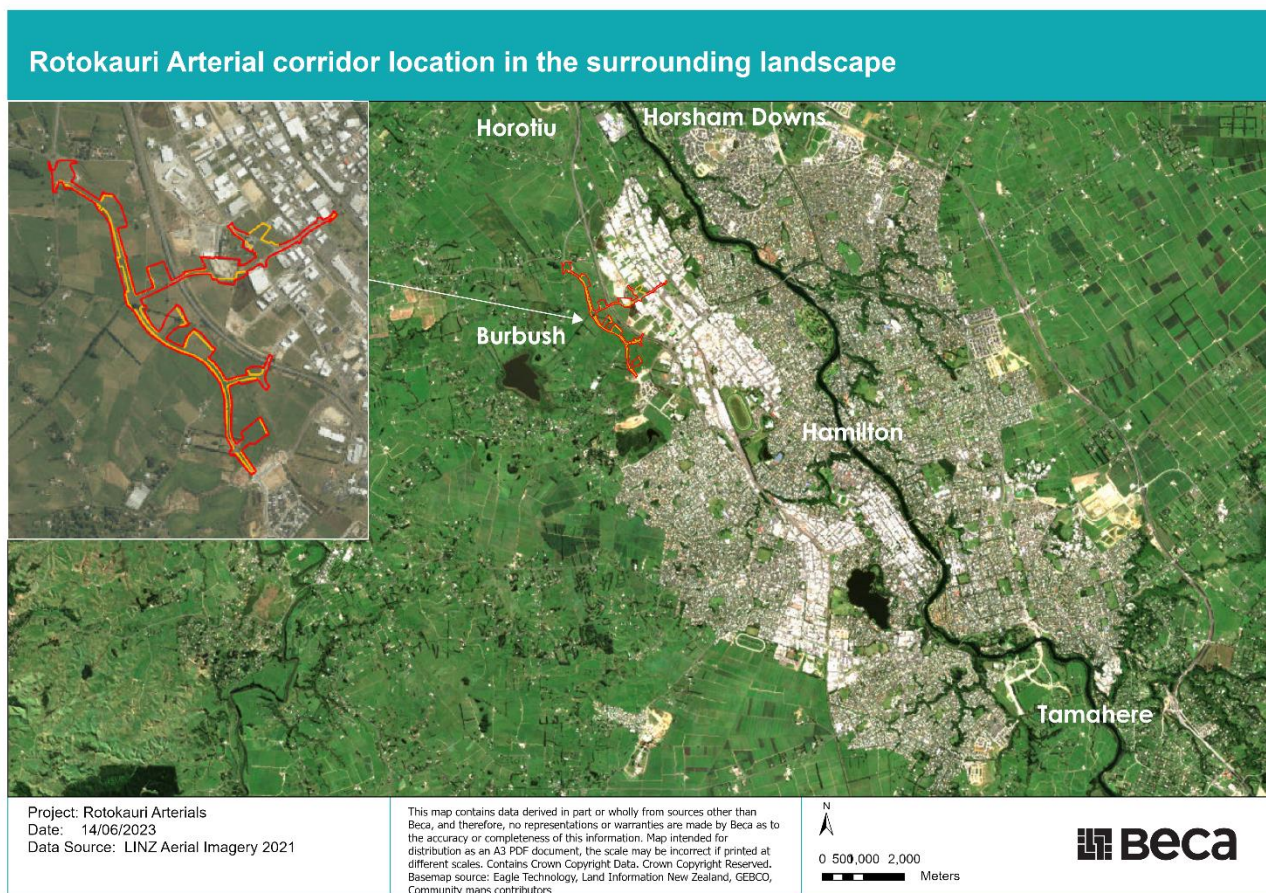 Rotokauri Arterial corridor location in the surrounding landscape
Horotiu
Horsham Downs
Burbush
Hamilton
Tamahere
Project: Rotokauri Arterials
Date: 14/06/2023
Data Source: LINZ Aerial Imagery 2021
This map contains data derived in part or wholly from sources other than
Beca, and therefore, no representations or warranties are made by Beca as to
the accuracy or completeness of this information. Map intended for
distribution as an A3 PDF document, the scale may be incorrect if printed at
different scales. Contains Crown Copyright Data. Crown Copyright Reserved.
Basemap source: Eagle Technology, Land Information New Zealand, GEBCO,
Community maps contributors
N
0 500 1,000 2,000
Meters
Beca